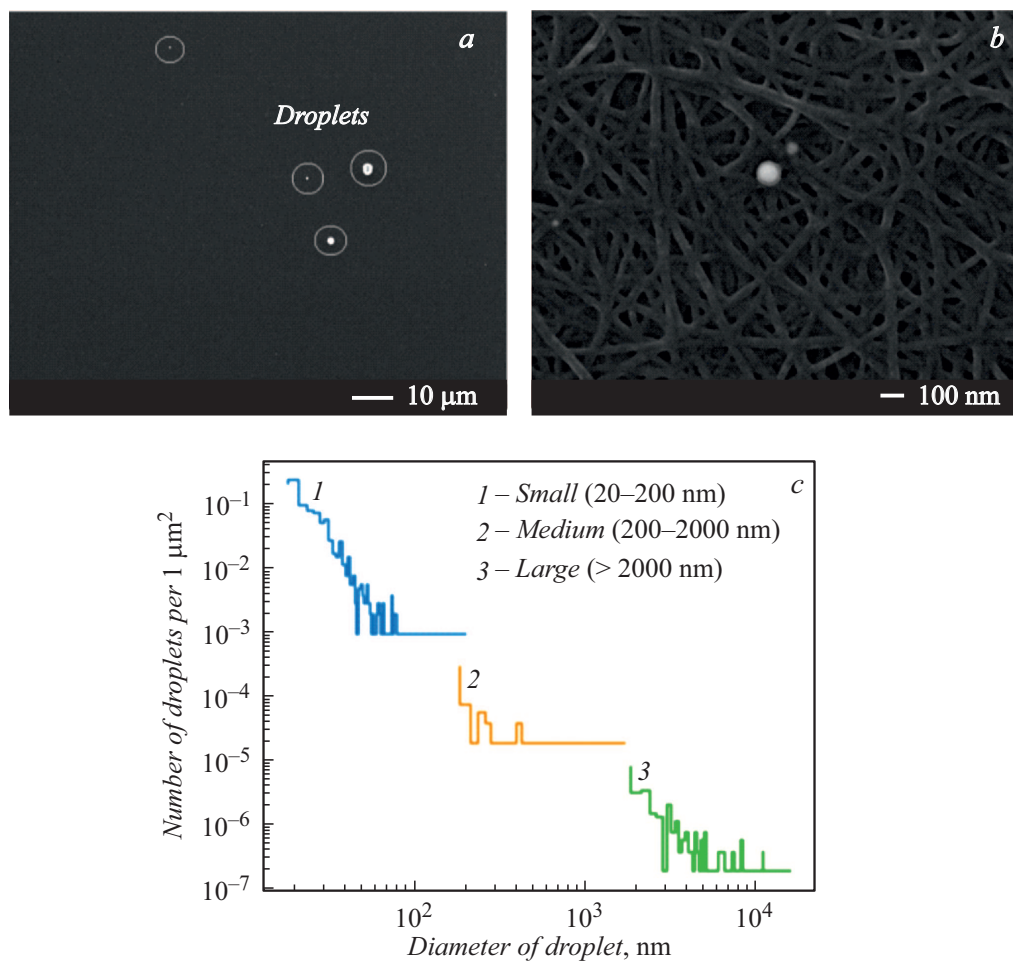 a
Droplets
10 μm
b
100 nm
c
1
1 – Small (20–200 nm)
2 – Medium (200–2000 nm)
3 – Large (> 2000 nm)
2
3
10⁻¹
10⁻²
10⁻³
10⁻⁴
10⁻⁵
10⁻⁶
10⁻⁷
Number of droplets per 1 μm²
10²
10³
10⁴
Diameter of droplet, nm